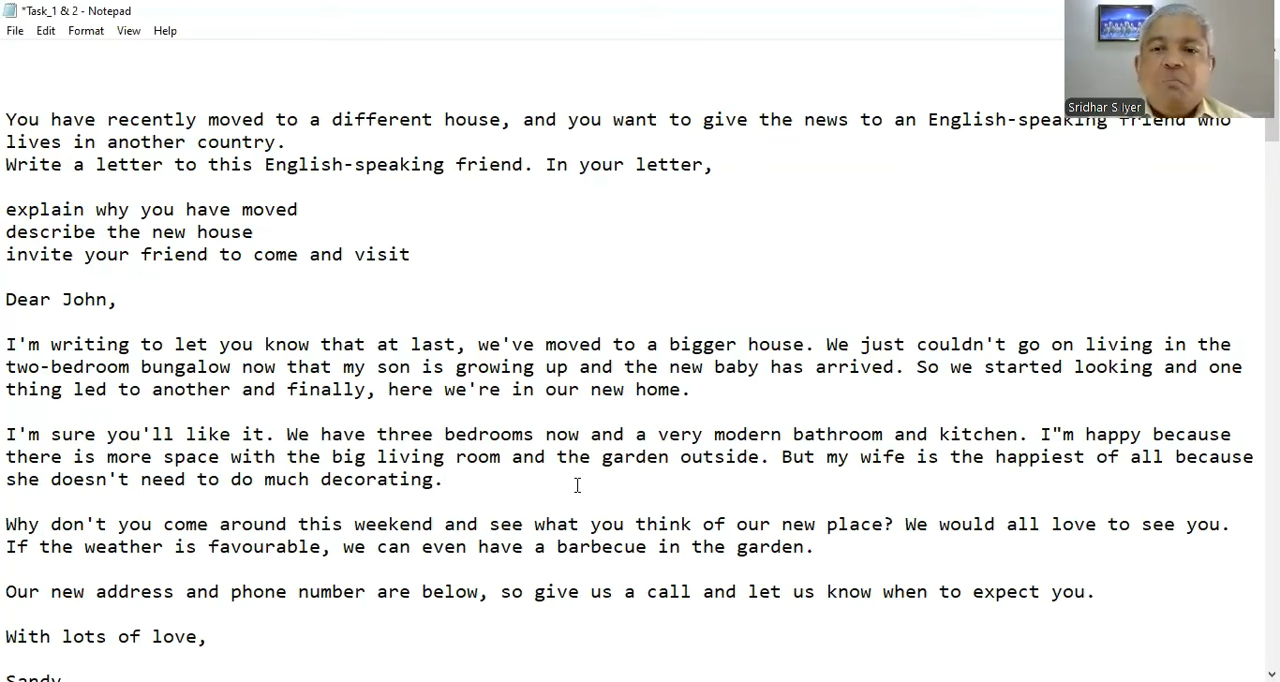 *Task_1 & 2 - Notepad
File Edit Format View Help
Sridhar S Iyer
You have recently moved to a different house, and you want to give the news to an English-speaking friend who
lives in another country.
Write a letter to this English-speaking friend. In your letter,
explain why you have moved
describe the new house
invite your friend to come and visit
Dear John,
I'm writing to let you know that at last, we've moved to a bigger house. We just couldn't go on living in the
two-bedroom bungalow now that my son is growing up and the new baby has arrived. So we started looking and one
thing led to another and finally, here we're in our new home.
I'm sure you'll like it. We have three bedrooms now and a very modern bathroom and kitchen. I"m happy because
there is more space with the big living room and the garden outside. But my wife is the happiest of all because
she doesn't need to do much decorating.
Why don't you come around this weekend and see what you think of our new place? We would all love to see you.
If the weather is favourable, we can even have a barbecue in the garden.
Our new address and phone number are below, so give us a call and let us know when to expect you.
With lots of love,
Sandy